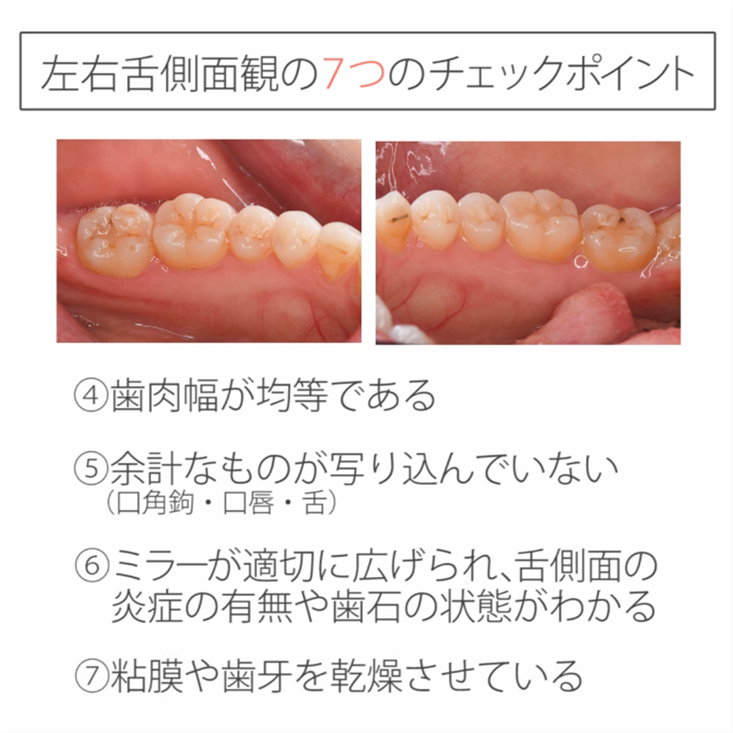 左右舌側面観の7つのチェックポイント
④歯肉幅が均等である
⑤余計なものが写り込んでいない
（口角鉤・口唇・舌）
⑥ミラーが適切に広げられ、舌側面の
炎症の有無や歯石の状態がわかる
⑦粘膜や歯牙を乾燥させている